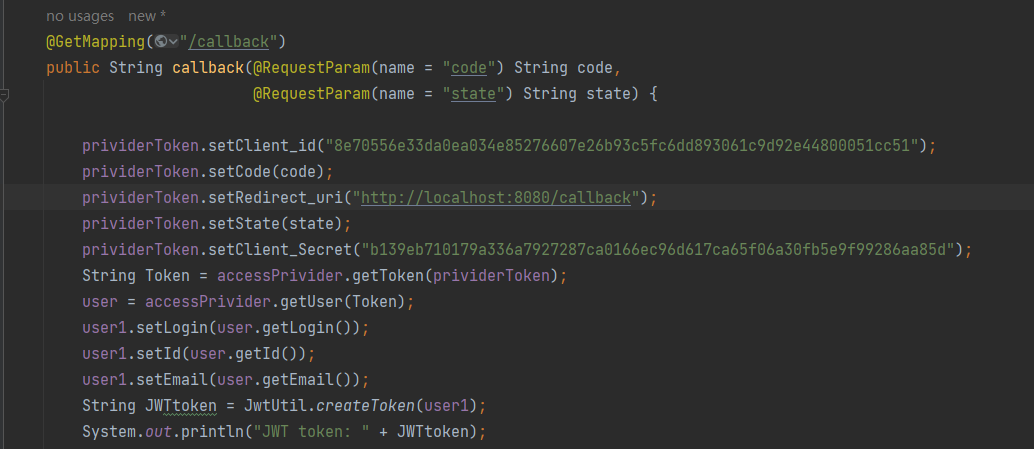 no usages   new *
@GetMapping("/callback")
public String callback(@RequestParam(name = "code") String code,
                       @RequestParam(name = "state") String state) {
    prividerToken.setClient_id("8e70556e33da0ea034e85276607e26b93c5fc6dd893061c9d92e44800051cc51");
    prividerToken.setCode(code);
    prividerToken.setRedirect_uri("http://localhost:8080/callback");
    prividerToken.setState(state);
    prividerToken.setClient_Secret("b139eb710179a336a7927287ca0166ec96d617ca65f06a30fb5e9f99286aa85d");
    String Token = accessPrivider.getToken(prividerToken);
    user = accessPrivider.getUser(Token);
    user1.setLogin(user.getLogin());
    user1.setId(user.getId());
    user1.setEmail(user.getEmail());
    String JWTtoken = JwtUtil.createToken(user1);
    System.out.println("JWT token: " + JWTtoken);